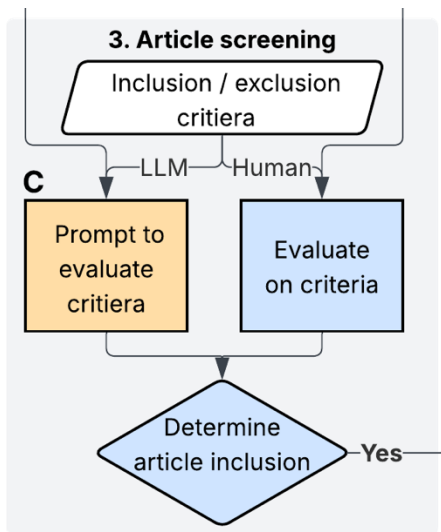 3. Article screening
Inclusion / exclusion
critiera
LLM
Human
C
Prompt to
evaluate
critiera
Evaluate
on criteria
Determine
article inclusion
Yes